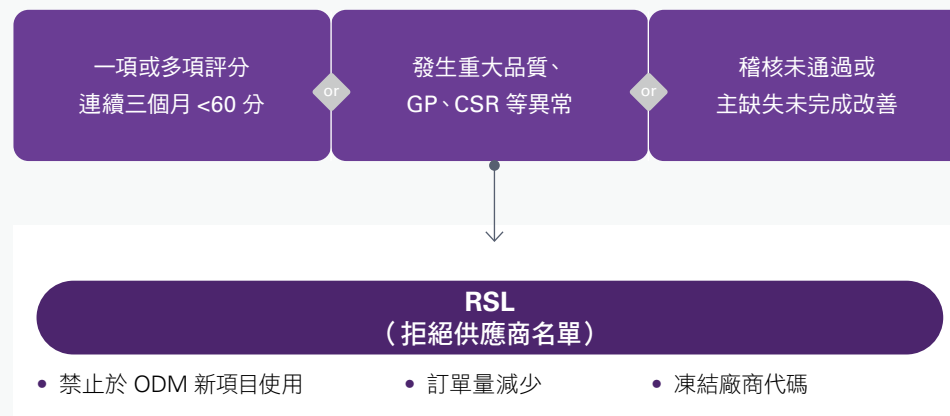 一項或多項評分
連續三個月 <60 分
or
發生重大品質、
GP、CSR 等異常
or
稽核未通過或
主缺失未完成改善
RSL
（拒絕供應商名單）
• 禁止於 ODM 新項目使用
• 訂單量減少
• 凍結廠商代碼